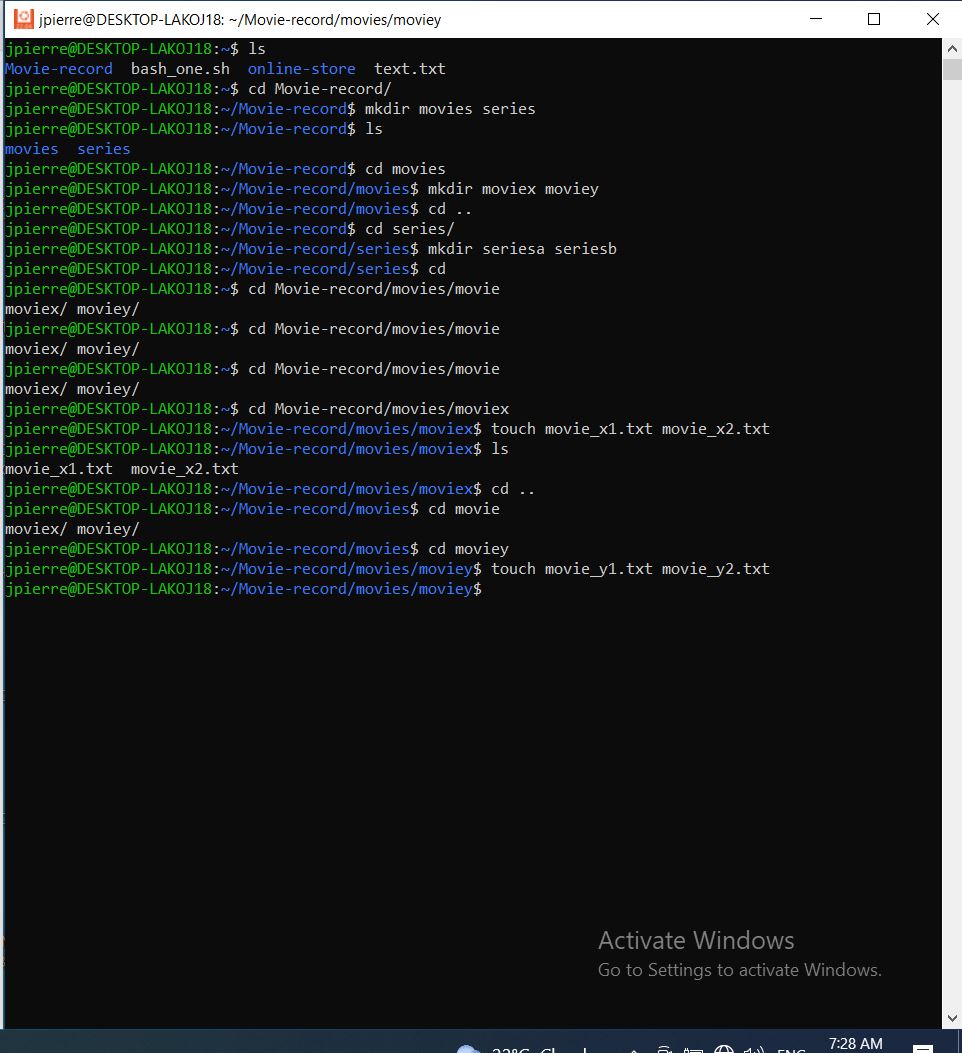 jpierre@DESKTOP-LAKOJ18: ~/Movie-record/movies/moviey
jpierre@DESKTOP-LAKOJ18:~$ ls
Movie-record  bash_one.sh  online-store  text.txt
jpierre@DESKTOP-LAKOJ18:~$ cd Movie-record/
jpierre@DESKTOP-LAKOJ18:~/Movie-record$ mkdir movies series
jpierre@DESKTOP-LAKOJ18:~/Movie-record$ ls
movies  series
jpierre@DESKTOP-LAKOJ18:~/Movie-record$ cd movies
jpierre@DESKTOP-LAKOJ18:~/Movie-record/movies$ mkdir moviex moviey
jpierre@DESKTOP-LAKOJ18:~/Movie-record/movies$ cd ..
jpierre@DESKTOP-LAKOJ18:~/Movie-record$ cd series/
jpierre@DESKTOP-LAKOJ18:~/Movie-record/series$ mkdir seriesa seriesb
jpierre@DESKTOP-LAKOJ18:~/Movie-record/series$ cd
jpierre@DESKTOP-LAKOJ18:~$ cd Movie-record/movies/movie
moviex/ moviey/
jpierre@DESKTOP-LAKOJ18:~$ cd Movie-record/movies/movie
moviex/ moviey/
jpierre@DESKTOP-LAKOJ18:~$ cd Movie-record/movies/movie
moviex/ moviey/
jpierre@DESKTOP-LAKOJ18:~$ cd Movie-record/movies/moviex
jpierre@DESKTOP-LAKOJ18:~/Movie-record/movies/moviex$ touch movie_x1.txt movie_x2.txt
jpierre@DESKTOP-LAKOJ18:~/Movie-record/movies/moviex$ ls
movie_x1.txt  movie_x2.txt
jpierre@DESKTOP-LAKOJ18:~/Movie-record/movies/moviex$ cd ..
jpierre@DESKTOP-LAKOJ18:~/Movie-record/movies$ cd movie
moviex/ moviey/
jpierre@DESKTOP-LAKOJ18:~/Movie-record/movies$ cd moviey
jpierre@DESKTOP-LAKOJ18:~/Movie-record/movies/moviey$ touch movie_y1.txt movie_y2.txt
jpierre@DESKTOP-LAKOJ18:~/Movie-record/movies/moviey$
Activate Windows
Go to Settings to activate Windows.
7:28 AM
ENG